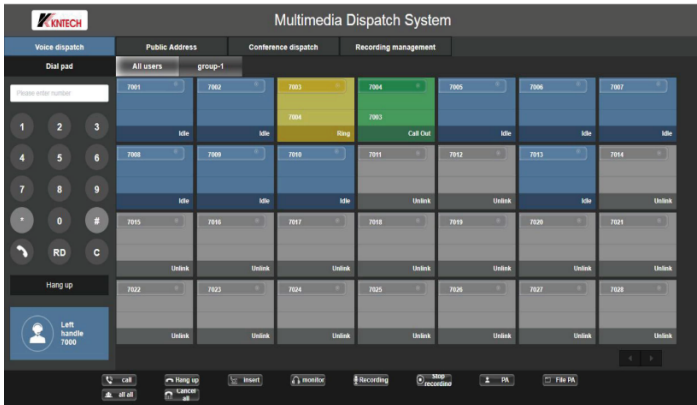 KNTECH
Multimedia Dispatch System
Voice dispatch Public Address Conference dispatch Recording management
Dial pad All users group-1
Please enter number
1 2 3
4 5 6
7 8 9
* 0 #
RD C
Hang up
Left
handle
7000
7001 7002 7003 7004 7005 7006 7007
7004 7003
Idle Idle Ring Call Out Idle Idle Idle
7008 7009 7010 7011 7012 7013 7014
Idle Idle Idle Unlink Unlink Idle Unlink
7015 7016 7017 7018 7019 7020 7021
Unlink Unlink Unlink Unlink Unlink Unlink Unlink
7022 7023 7024 7025 7026 7027 7028
Unlink Unlink Unlink Unlink Unlink Unlink Unlink
call Hang up Insert monitor Recording Stop recording PA File PA
all all Cancel all